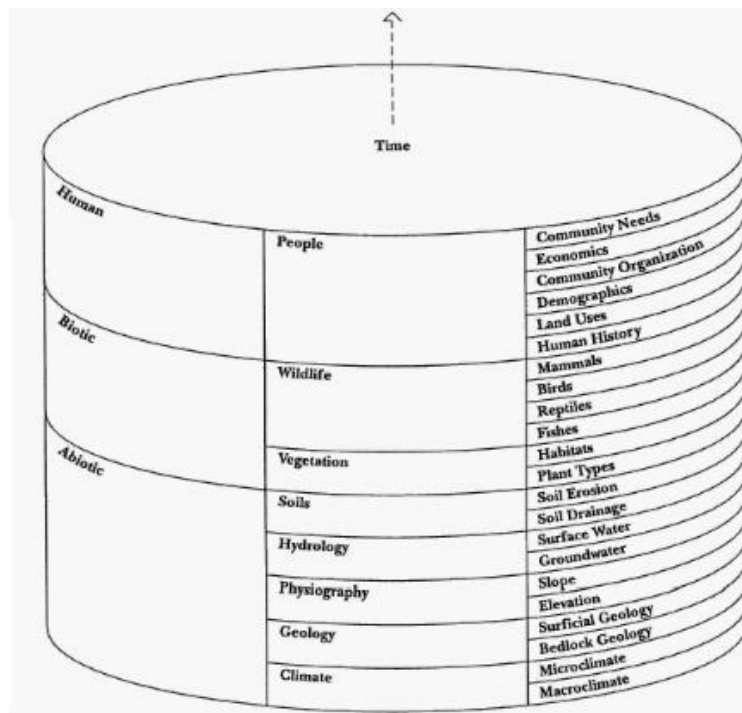 Time
Human
Biotic
Abiotic
People
Wildlife
Vegetation
Soils
Hydrology
Physiography
Geology
Climate
Community Needs
Economics
Community Organization
Demographics
Land Uses
Human History
Mammals
Birds
Reptiles
Fishes
Habitats
Plant Types
Soil Erosion
Soil Drainage
Surface Water
Groundwater
Slope
Elevation
Surficial Geology
Bedlock Geology
Microclimate
Macroclimate